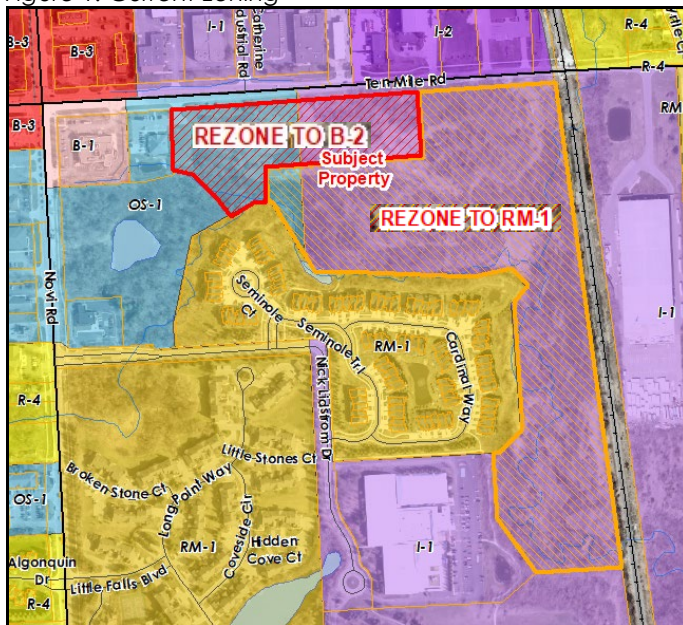 Figure 1: Current Zoning
I-1
Catherine
Industrial Rd
I-2
R-4
B-3
B-3
B-3
Ten Mile Rd
R-4
RM
B-1
REZONE TO B-2
Subject
Property
REZONE TO RM-1
OS-1
Novi Rd
Seminole
Ct
Seminole Trl
RM-1
Cardinal Way
I-1
Nick Lidstrom Dr
R-4
Little Stones Ct
Broken Stone Ct
Long Point Way
OS-1
Coveside Clr
RM-1
Hidden
Cove Ct
I-1
Algonquin
Dr
Little Falls Blvd
R-4